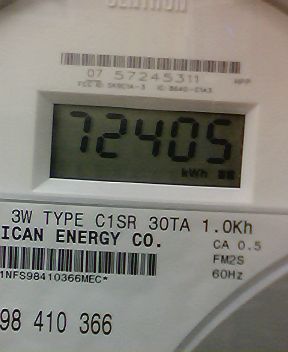 CENTRON
07 57245311
72405
kWh
3W TYPE C1SR 30TA 1.0Kh
ICAN ENERGY CO.
CA 0.5
FM2S
60Hz
1NFS98410366MEC*
98 410 366